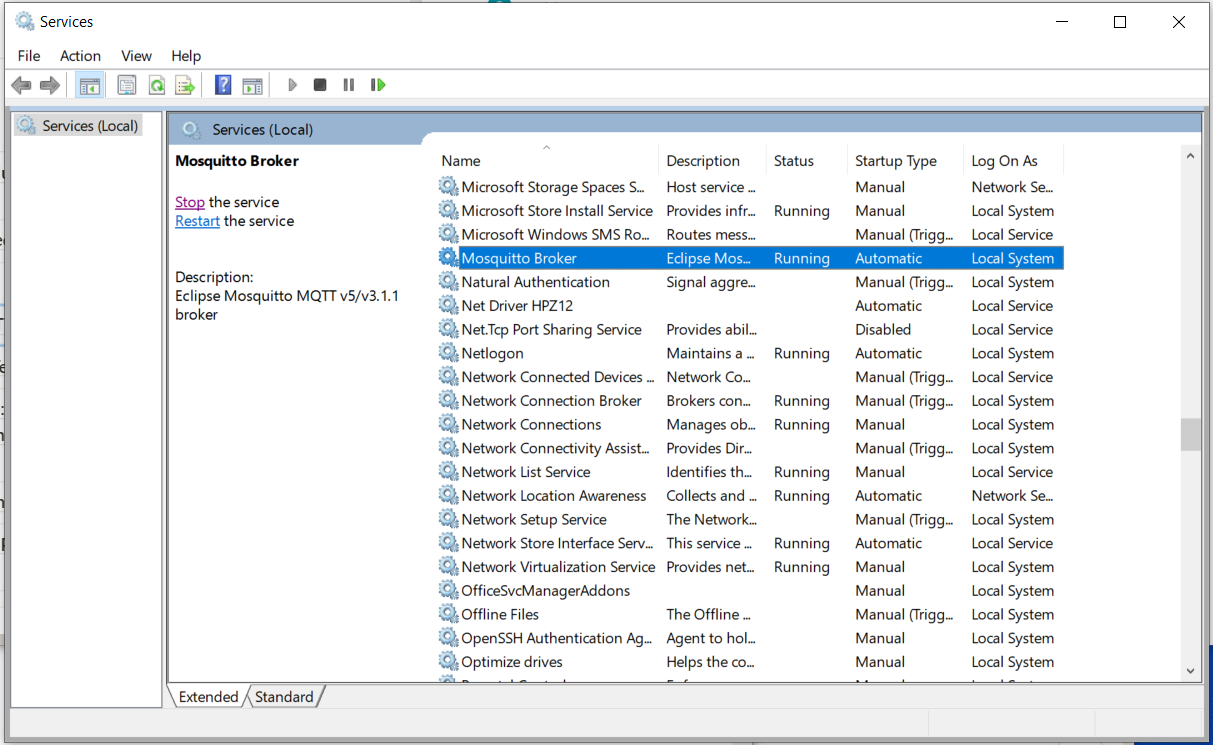 Services
File Action View Help
Services (Local)
Services (Local)
Mosquitto Broker
Stop the service
Restart the service
Description:
Eclipse Mosquitto MQTT v5/v3.1.1
broker
Name Description Status Startup Type Log On As
Microsoft Storage Spaces S... Host service ... Manual Network Se...
Microsoft Store Install Service Provides infr... Running Manual Local System
Microsoft Windows SMS Ro... Routes mess... Manual (Trigg... Local Service
Mosquitto Broker Eclipse Mos... Running Automatic Local System
Natural Authentication Signal aggre... Manual (Trigg... Local System
Net Driver HPZ12 Automatic Local Service
Net.Tcp Port Sharing Service Provides abil... Disabled Local Service
Netlogon Maintains a ... Running Automatic Local System
Network Connected Devices ... Network Co... Manual (Trigg... Local Service
Network Connection Broker Brokers con... Running Manual (Trigg... Local System
Network Connections Manages ob... Running Manual Local System
Network Connectivity Assist... Provides Dir... Manual (Trigg... Local System
Network List Service Identifies th... Running Manual Local Service
Network Location Awareness Collects and ... Running Automatic Network Se...
Network Setup Service The Network... Manual (Trigg... Local System
Network Store Interface Serv... This service ... Running Automatic Local Service
Network Virtualization Service Provides net... Running Manual Local System
OfficeSvcManagerAddons Manual Local System
Offline Files The Offline ... Manual (Trigg... Local System
OpenSSH Authentication Ag... Agent to hol... Manual Local System
Optimize drives Helps the co... Manual Local System
Extended Standard